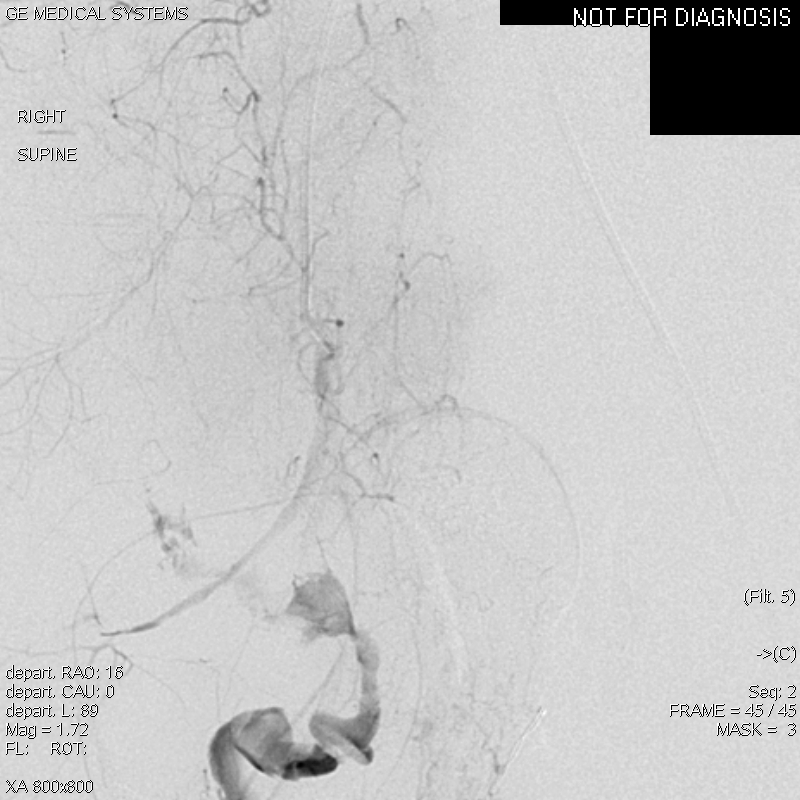 GE MEDICAL SYSTEMS
NOT FOR DIAGNOSIS
RIGHT
SUPINE
(Filt. 5)
->(C)
depart. RAO: 16
depart. CAU: 0
depart. L: 89
Mag = 1.72
FL: ROT:
Seq: 2
FRAME = 45 / 45
MASK = 3
XA 800x800